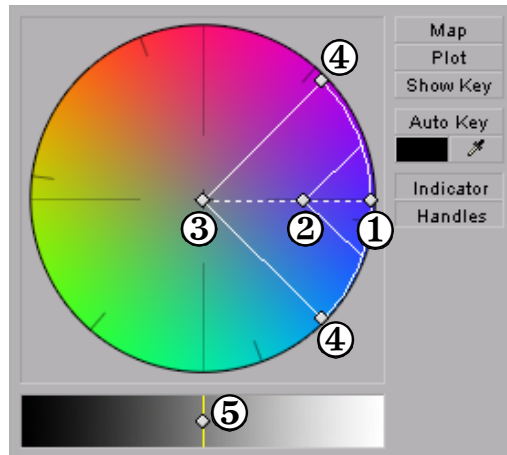 Map
Plot
④
Show Key
Auto Key
Indicator
Handles
③
②
①
④
⑤